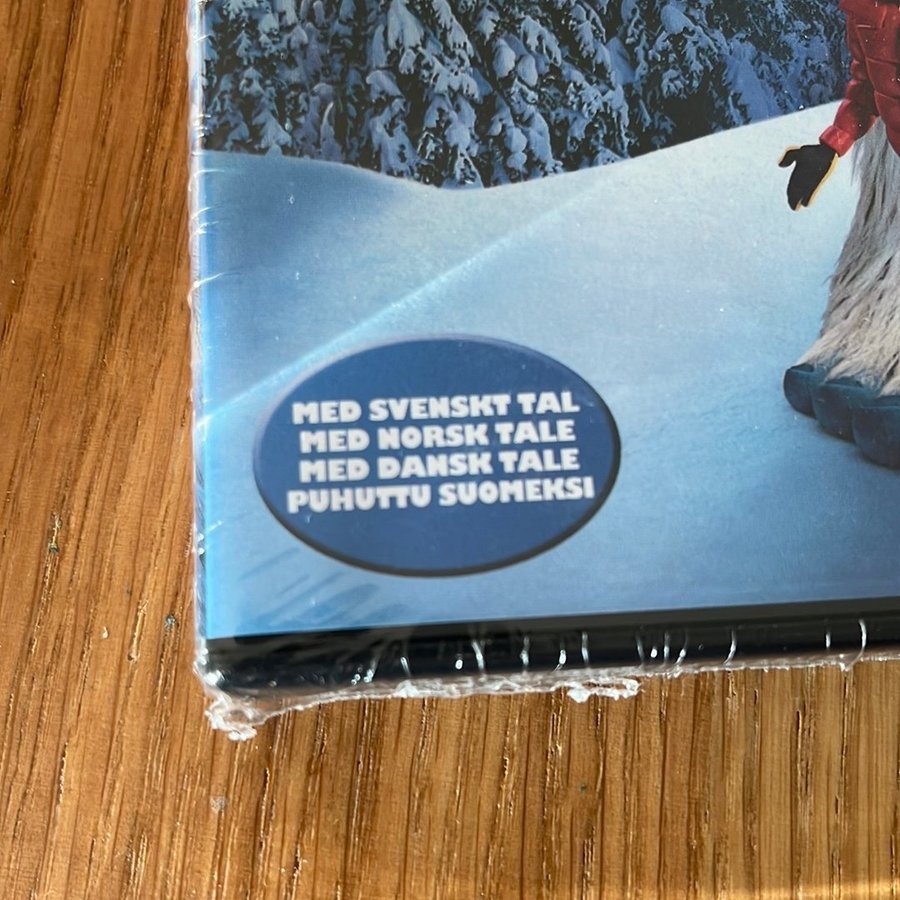 MED SVENSKT TAL
MED NORSK TALE
MED DANSK TALE
PUHUTTU SUOMEKSI